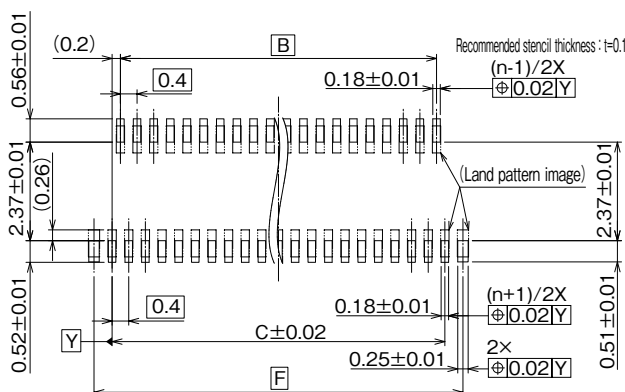 (0.2)
B
Recommended stencil thickness : t=0.1
0.56±0.01
0.4
0.18±0.01
(n-1)/2X
⌖ 0.02 Y
2.37±0.01
(0.26)
(Land pattern image)
2.37±0.01
0.52±0.01
0.4
0.18±0.01
(n+1)/2X
⌖ 0.02 Y
0.51±0.01
Y
C±0.02
0.25±0.01
2×
⌖ 0.02 Y
F